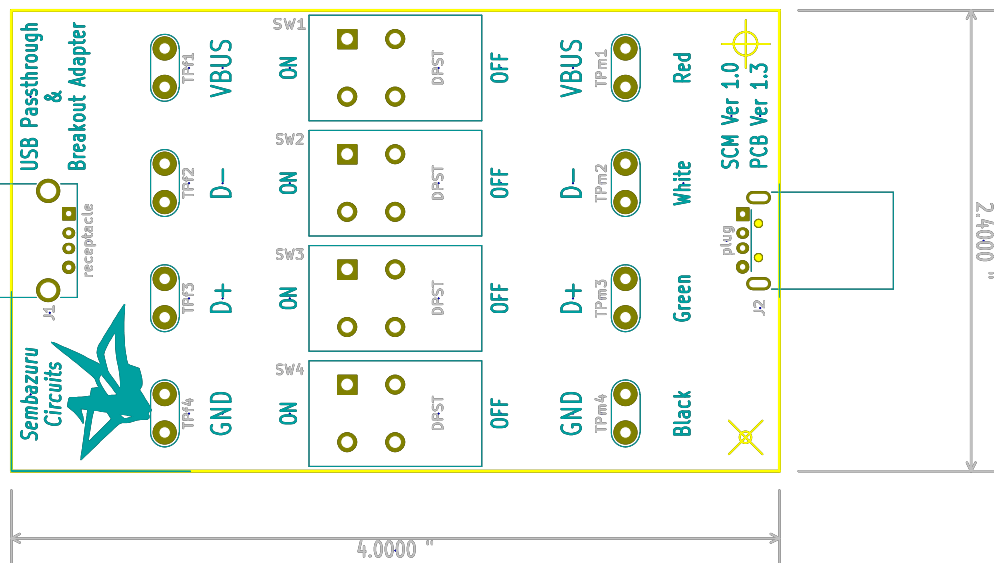 USB Passthrough
&
Breakout Adapter
TPf1
VBUS
SW1
ON
DPST
OFF
VBUS
TPm1
Red
SCM Ver 1.0
PCB Ver 1.3
TPf2
D-
SW2
ON
DPST
OFF
D-
TPm2
White
receptacle
J1
plug
J2
TPf3
D+
SW3
ON
DPST
OFF
D+
TPm3
Green
Sembazuru
Circuits
TPf4
GND
SW4
ON
DPST
OFF
GND
TPm4
Black
2.4000 "
4.0000 "